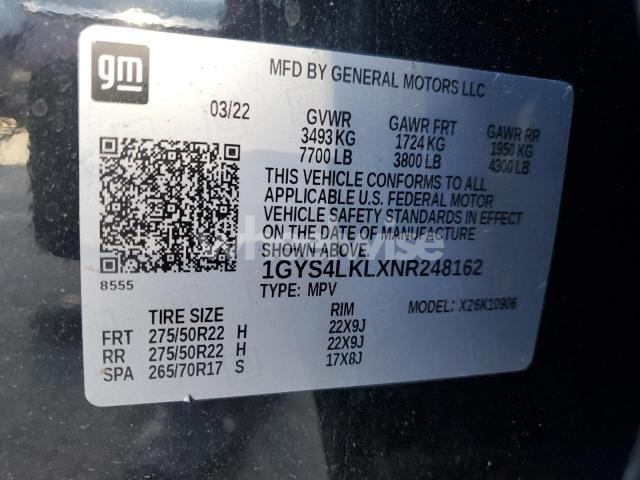 gm
MFD BY GENERAL MOTORS LLC
03/22 GVWR GAWR FRT GAWR RR
3493 KG 1724 KG 1950 KG
7700 LB 3800 LB 4300 LB
THIS VEHICLE CONFORMS TO ALL
APPLICABLE U.S. FEDERAL MOTOR
VEHICLE SAFETY STANDARDS IN EFFECT
ON THE DATE OF MANUFACTURE
SHOWN ABOVE.
8555
1GYS4LKLXNR248162
TYPE: MPV MODEL: X26K10906
TIRE SIZE RIM
FRT 275/50R22 H 22X9J
RR 275/50R22 H 22X9J
SPA 265/70R17 S 17X8J